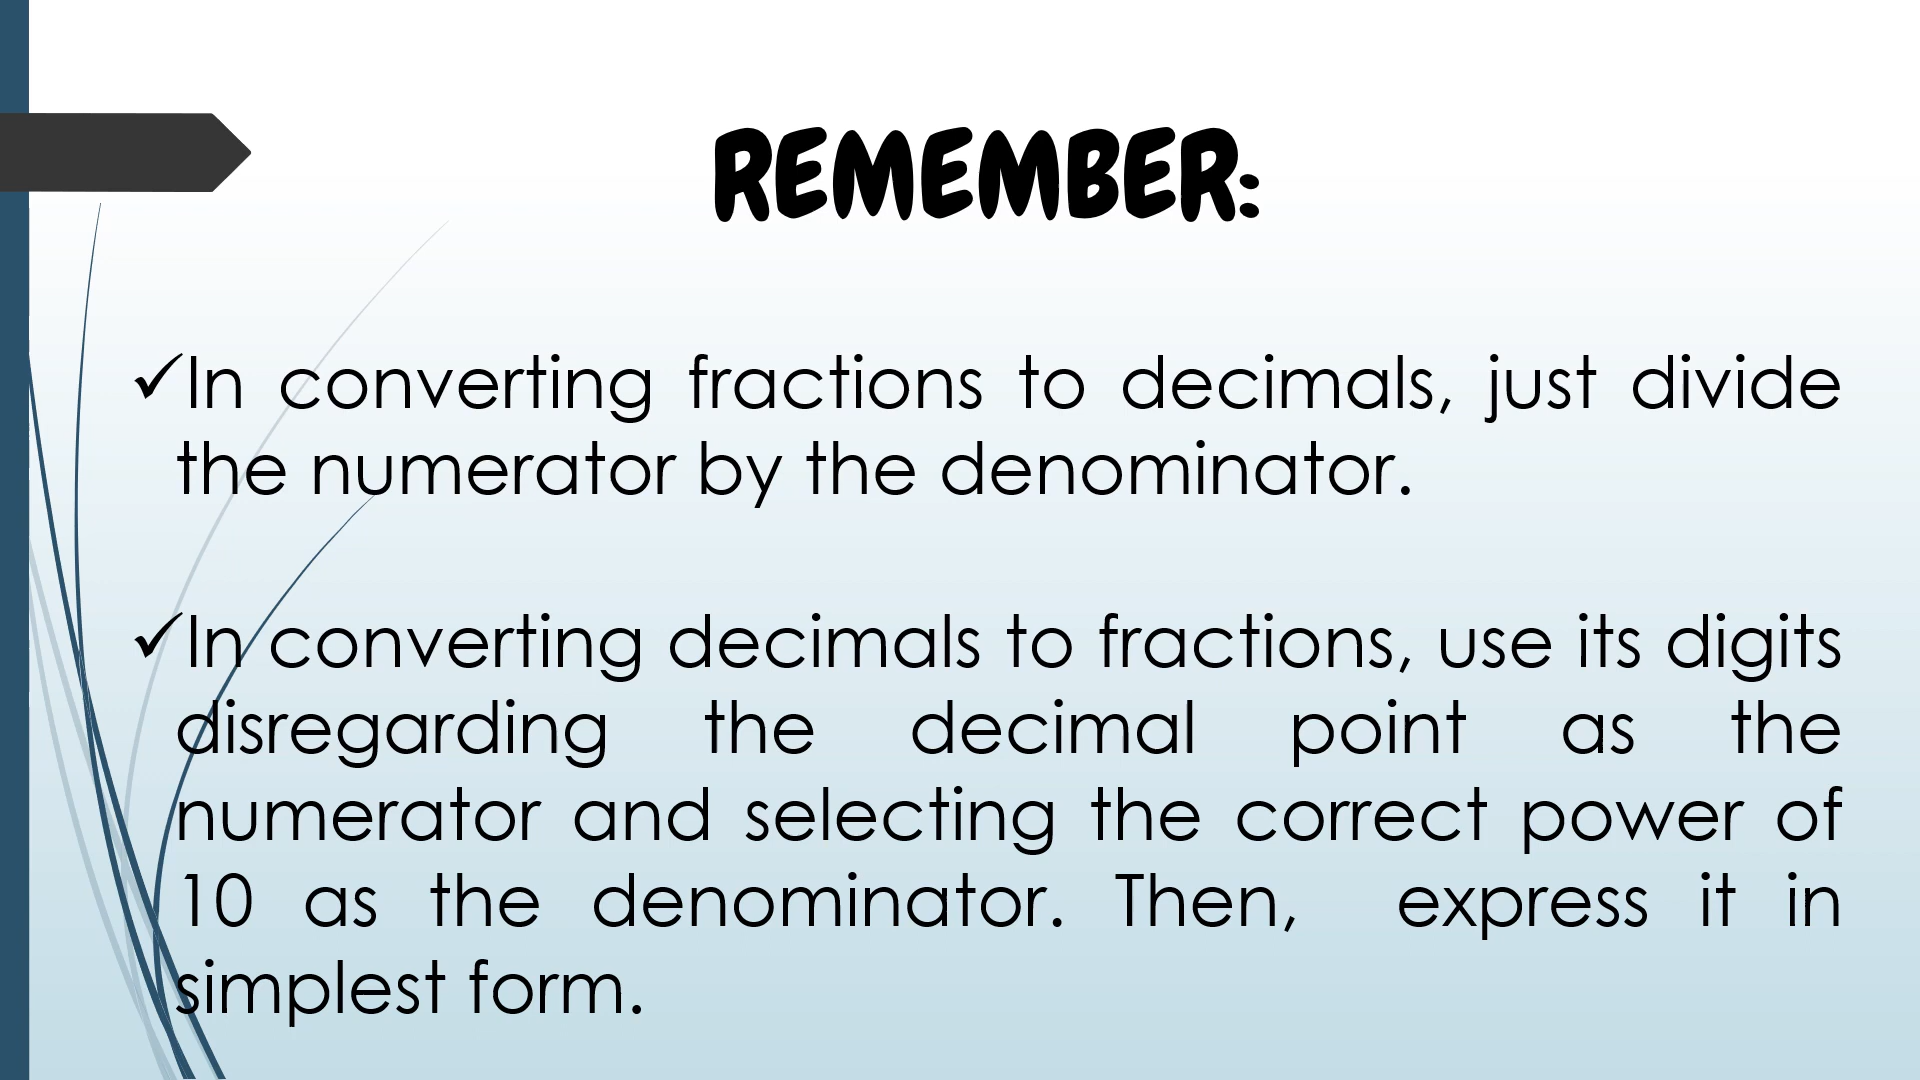 REMEMBER:
✓In converting fractions to decimals, just divide
the numerator by the denominator.
✓In converting decimals to fractions, use its digits
disregarding the decimal point as the
numerator and selecting the correct power of
10 as the denominator. Then, express it in
simplest form.